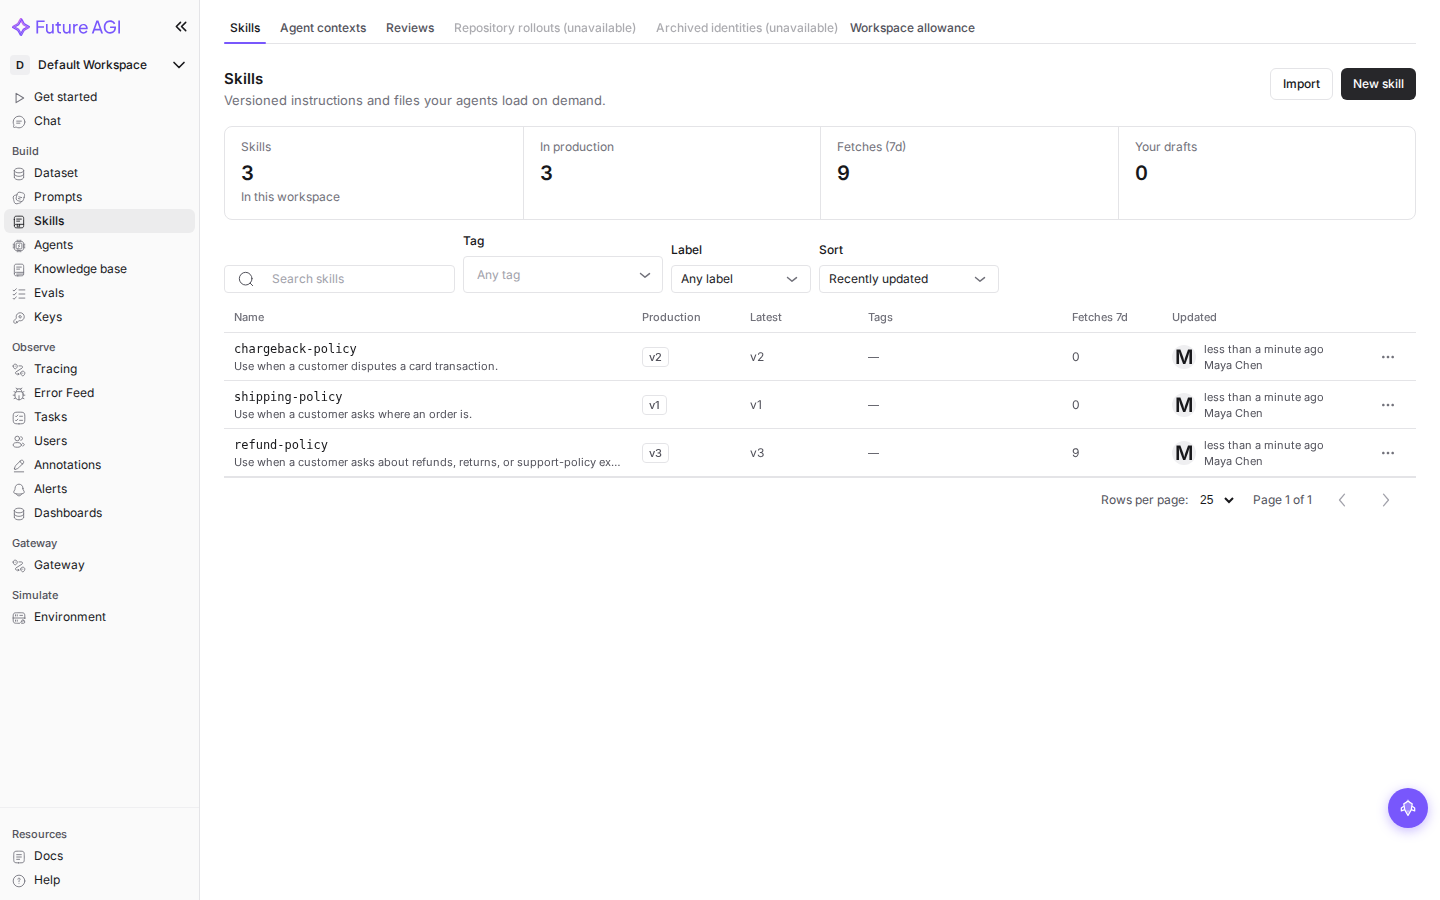 Future AGI
D Default Workspace
Get started
Chat
Build
Dataset
Prompts
Skills
Agents
Knowledge base
Evals
Keys
Observe
Tracing
Error Feed
Tasks
Users
Annotations
Alerts
Dashboards
Gateway
Gateway
Simulate
Environment
Resources
Docs
Help
Skills Agent contexts Reviews Repository rollouts (unavailable) Archived identities (unavailable) Workspace allowance
Skills
Versioned instructions and files your agents load on demand.
Import New skill
Skills
3
In this workspace
In production
3
Fetches (7d)
9
Your drafts
0
Search skills
Tag
Any tag
Label
Any label
Sort
Recently updated
Name Production Latest Tags Fetches 7d Updated
chargeback-policy
Use when a customer disputes a card transaction.
v2 v2 — 0 M less than a minute ago
Maya Chen
shipping-policy
Use when a customer asks where an order is.
v1 v1 — 0 M less than a minute ago
Maya Chen
refund-policy
Use when a customer asks about refunds, returns, or support-policy ex...
v3 v3 — 9 M less than a minute ago
Maya Chen
Rows per page: 25 Page 1 of 1